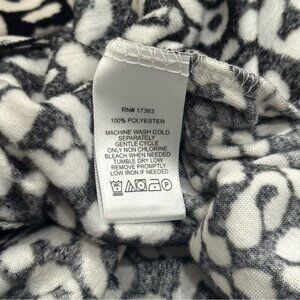 RN# 17363
100% POLYESTER
MACHINE WASH COLD
SEPARATELY
GENTLE CYCLE
ONLY NON CHLORINE
BLEACH WHEN NEEDED
TUMBLE DRY LOW
REMOVE PROMPTLY
LOW IRON IF NEEDED